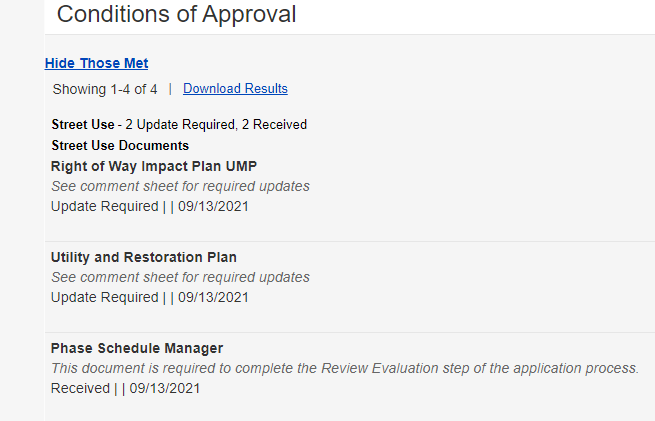 Conditions of Approval
Hide Those Met
Showing 1-4 of 4 | Download Results
Street Use - 2 Update Required, 2 Received
Street Use Documents
Right of Way Impact Plan UMP
See comment sheet for required updates
Update Required | | 09/13/2021
Utility and Restoration Plan
See comment sheet for required updates
Update Required | | 09/13/2021
Phase Schedule Manager
This document is required to complete the Review Evaluation step of the application process.
Received | | 09/13/2021